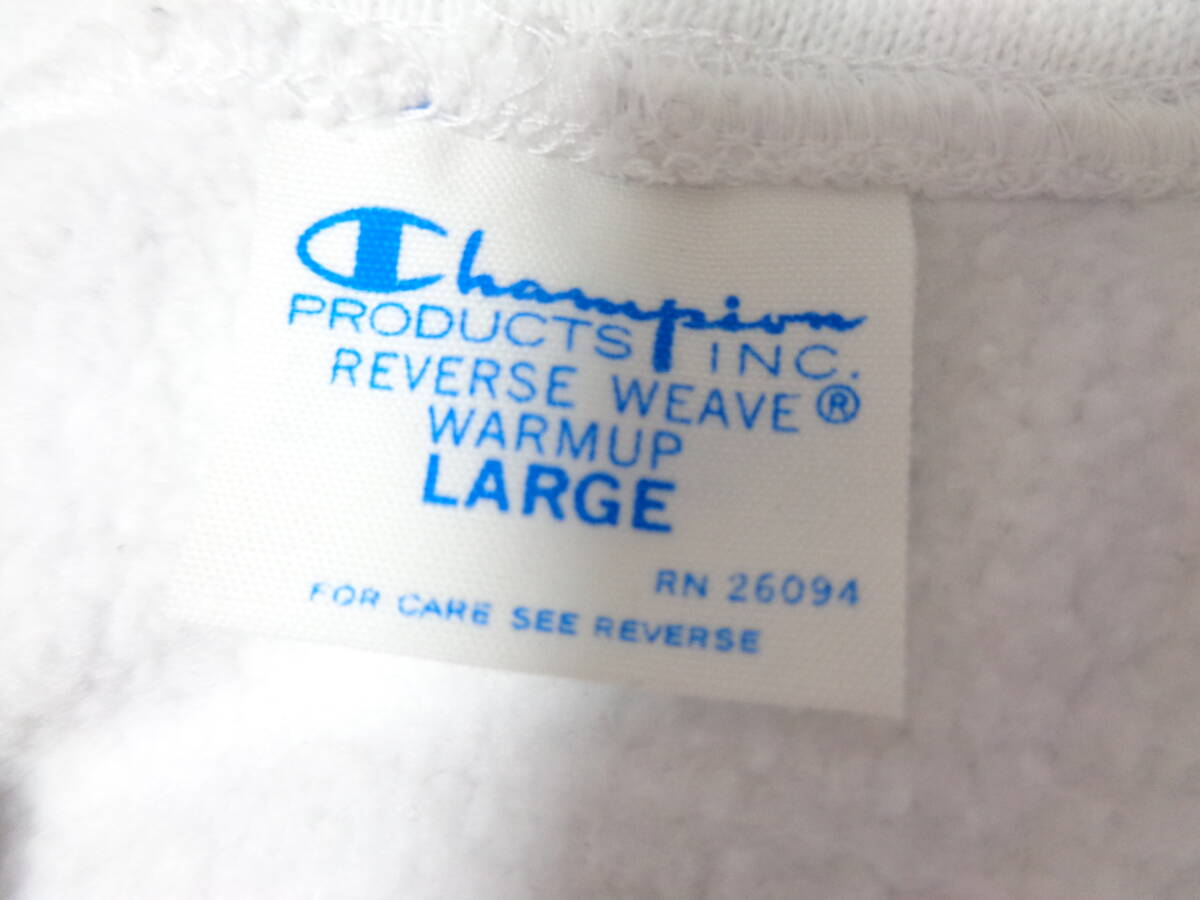 Champion
PRODUCTS INC.
REVERSE WEAVE®
WARMUP
LARGE
RN 26094
FOR CARE SEE REVERSE